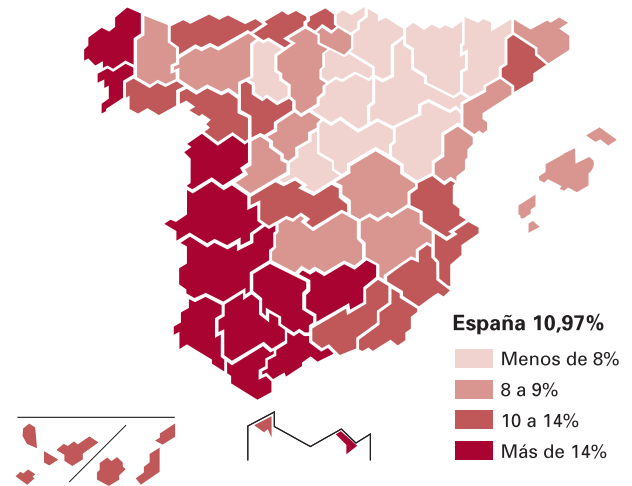 España 10,97%
Menos de 8%
8 a 9%
10 a 14%
Más de 14%